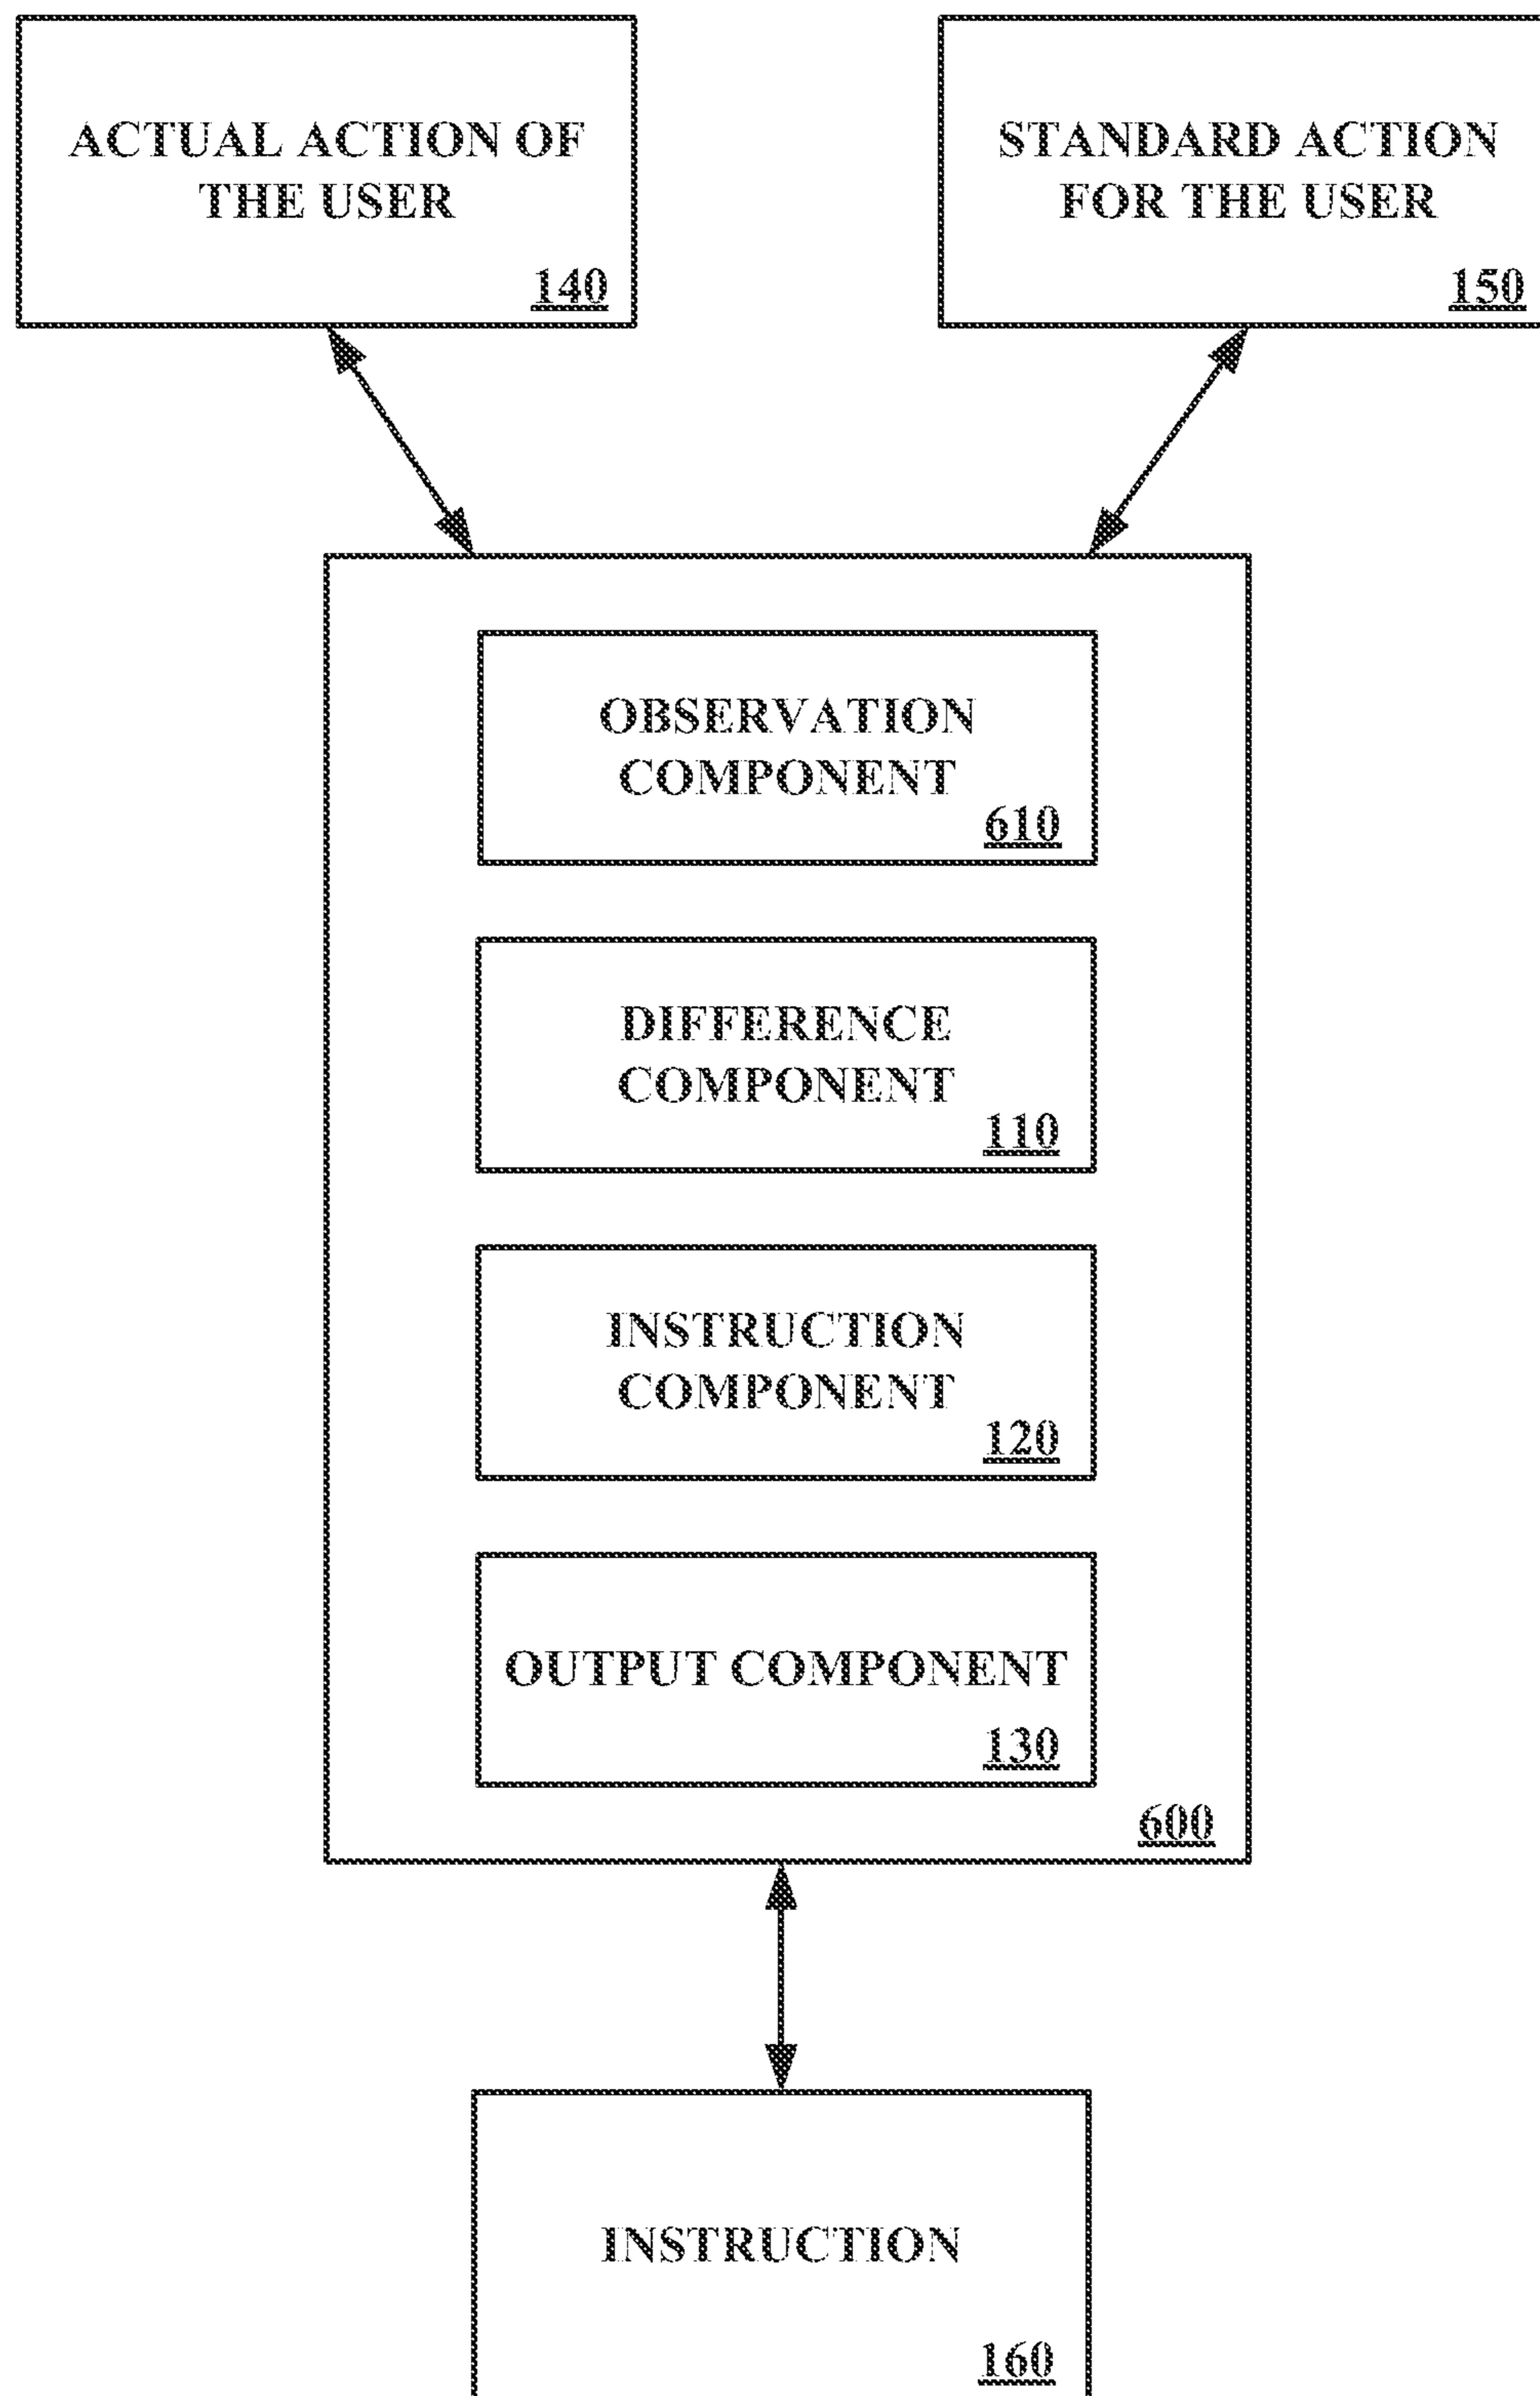 ACTUAL ACTION OF
THE USER
140
STANDARD ACTION
FOR THE USER
150
OBSERVATION
COMPONENT
610
DIFFERENCE
COMPONENT
110
INSTRUCTION
COMPONENT
120
OUTPUT COMPONENT
130
600
INSTRUCTION
160